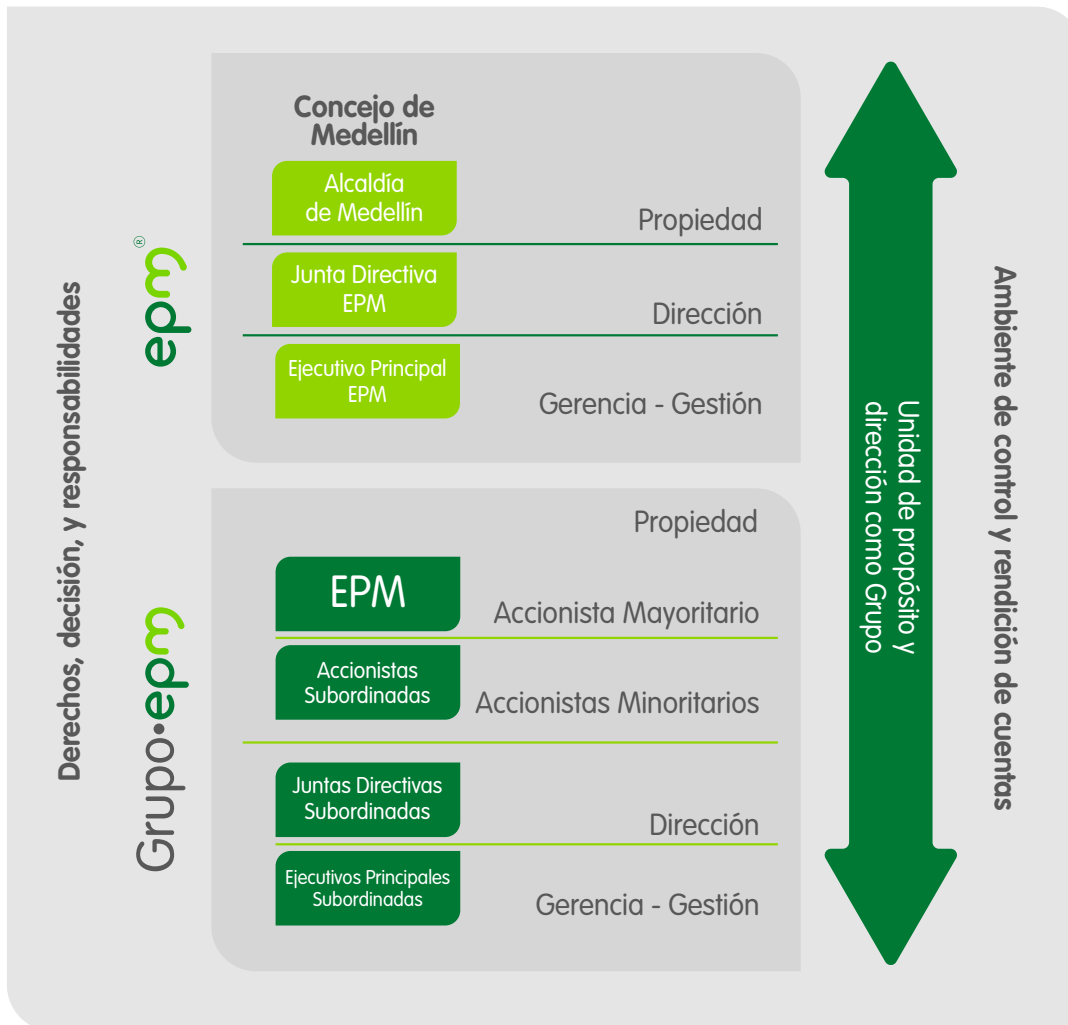 Derechos, decisión, y responsabilidades
epm®
Concejo de
Medellín
Alcaldía
de Medellín
Propiedad
Junta Directiva
EPM
Dirección
Ejecutivo Principal
EPM
Gerencia - Gestión
Grupo•epm
Propiedad
EPM
Accionista Mayoritario
Accionistas
Subordinadas
Accionistas Minoritarios
Juntas Directivas
Subordinadas
Dirección
Ejecutivos Principales
Subordinadas
Gerencia - Gestión
Unidad de propósito y
dirección como Grupo
Ambiente de control y rendición de cuentas